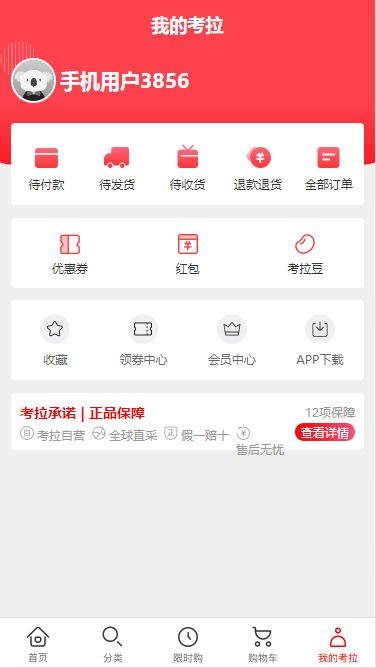 我的考拉
手机用户3856
待付款 待发货 待收货 退款退货 全部订单
优惠券 红包 考拉豆
收藏 领券中心 会员中心 APP下载
考拉承诺 | 正品保障 12项保障
自 考拉自营 全球直采 正 假一赔十 ¥ 售后无忧 查看详情
首页 分类 限时购 购物车 我的考拉